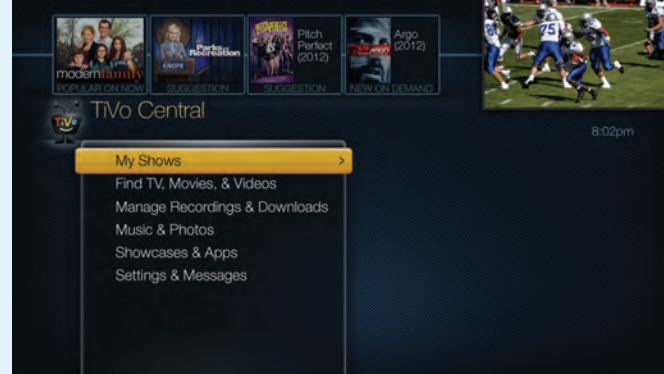 modern family
POPULAR ON NOW
KNOPE
Parks and
Recreation
SUGGESTION
Pitch
Perfect
(2012)
SUGGESTION
Argo
(2012)
NEW ON DEMAND
75
TiVo
TiVo Central
8:02pm
My Shows >
Find TV, Movies, & Videos
Manage Recordings & Downloads
Music & Photos
Showcases & Apps
Settings & Messages